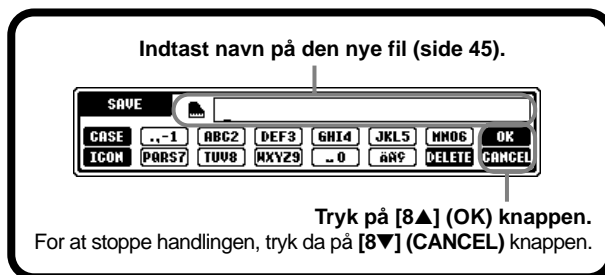 Indtast navn på den nye fil (side 45).
SAVE
CASE .,-1 ABC2 DEF3 GHI4 JKL5 MNO6 OK
ICON PQRS7 TUV8 WXYZ9 ␣0 äÑÇ DELETE CANCEL
Tryk på [8▲] (OK) knappen.
For at stoppe handlingen, tryk da på [8▼] (CANCEL) knappen.